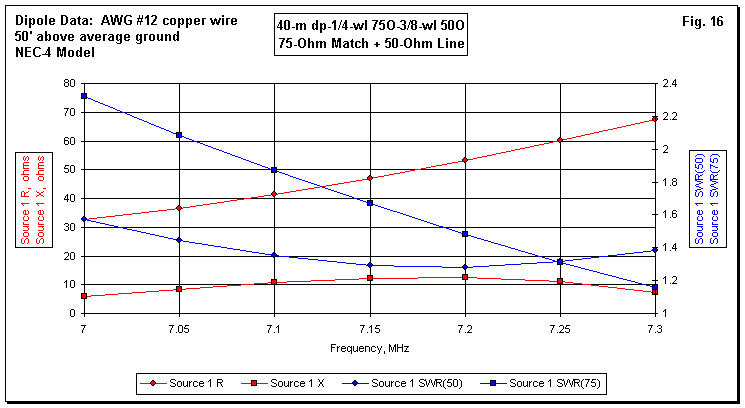 Dipole Data:  AWG #12 copper wire
50' above average ground
NEC-4 Model
40-m dp-1/4-wl 75O-3/8-wl 50O
75-Ohm Match + 50-Ohm Line
Fig. 16
80
70
60
50
40
30
20
10
0
Source 1 R, ohms
Source 1 X, ohms
2.4
2.2
2
1.8
1.6
1.4
1.2
1
Source 1 SWR(50)
Source 1 SWR(75)
7
7.05
7.1
7.15
7.2
7.25
7.3
Frequency, MHz
Source 1 R
Source 1 X
Source 1 SWR(50)
Source 1 SWR(75)